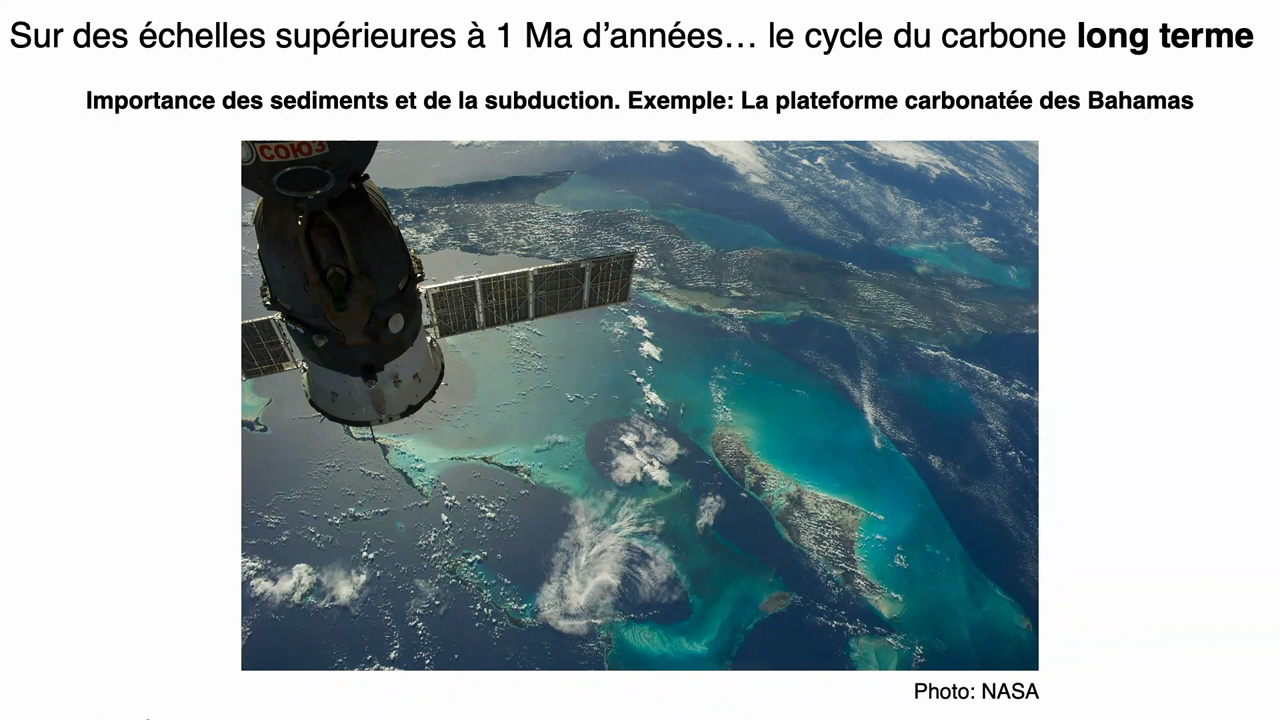 Sur des échelles supérieures à 1 Ma d’années… le cycle du carbone long terme
Importance des sediments et de la subduction. Exemple: La plateforme carbonatée des Bahamas
СОЮЗ
Photo: NASA